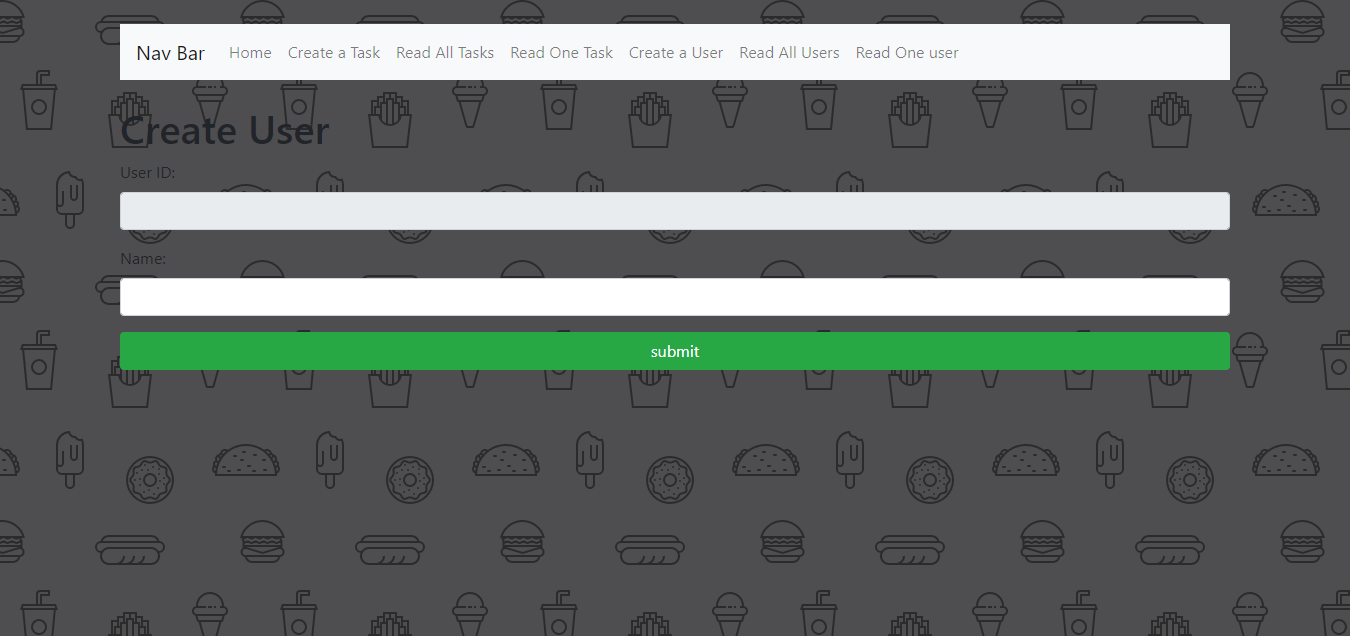 Nav Bar Home Create a Task Read All Tasks Read One Task Create a User Read All Users Read One user
Create User
User ID:
Name:
submit